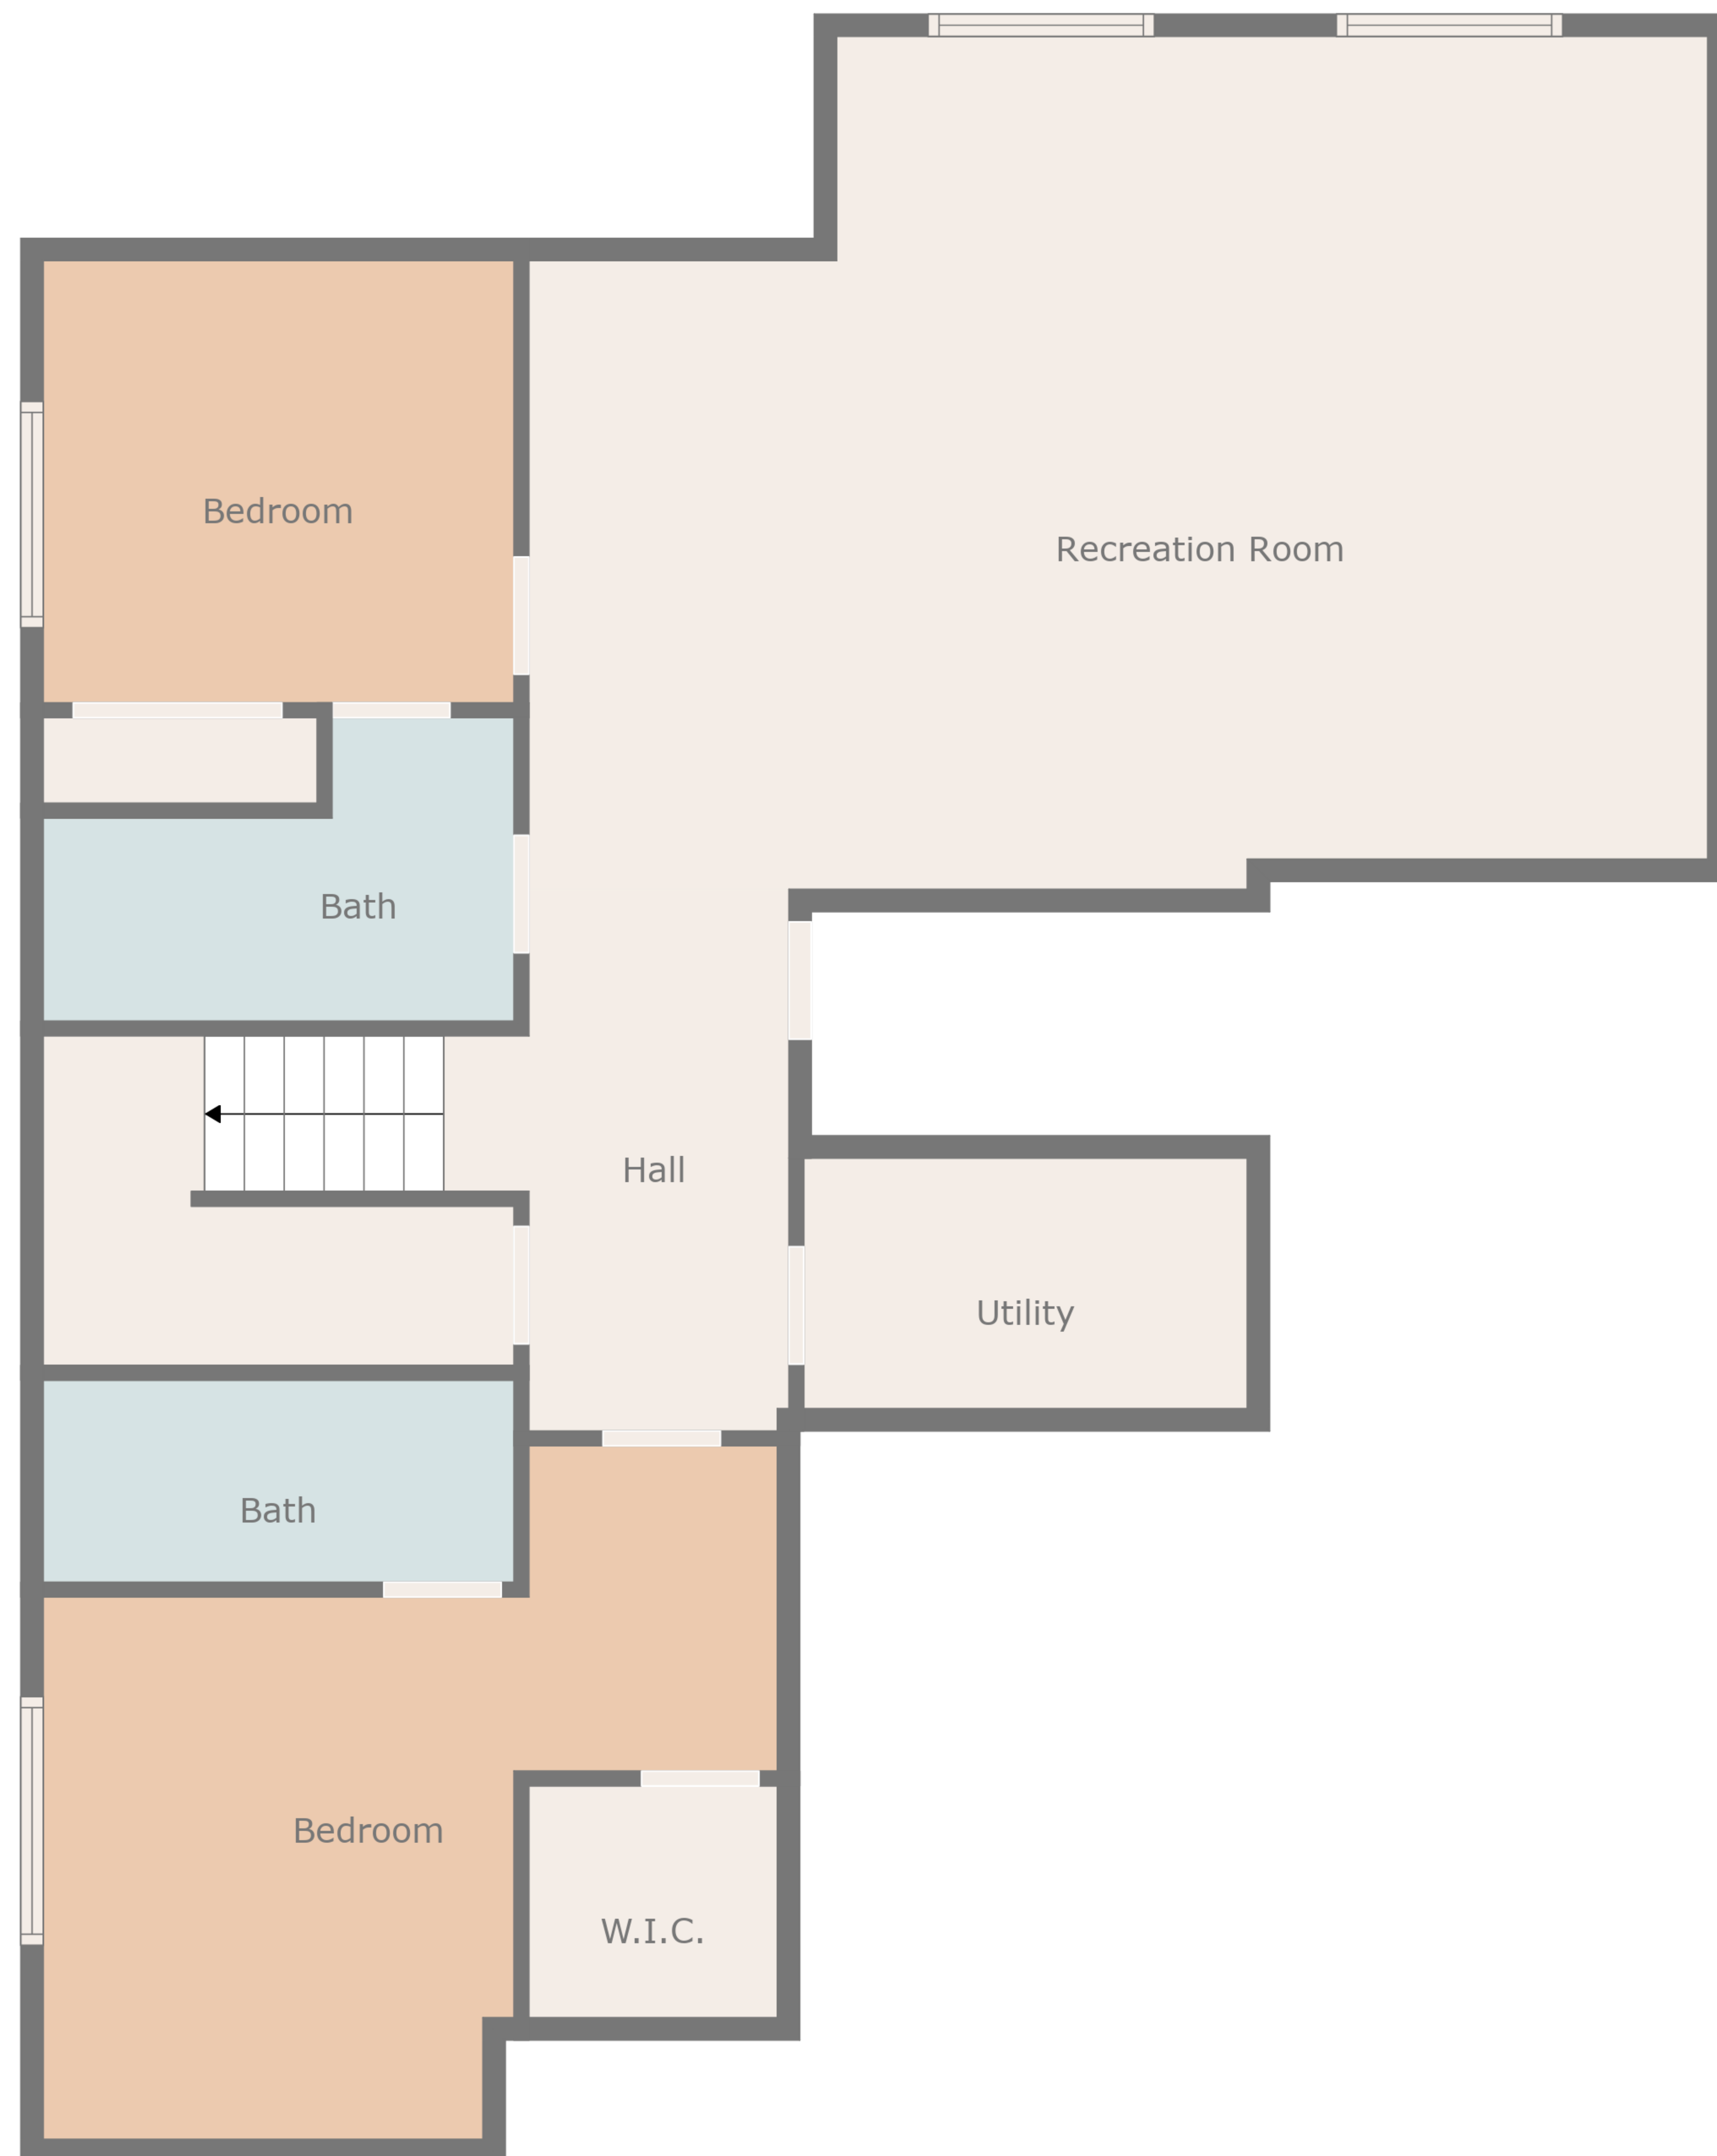 Bedroom
Recreation Room
Bath
Hall
Utility
Bath
Bedroom
W.I.C.